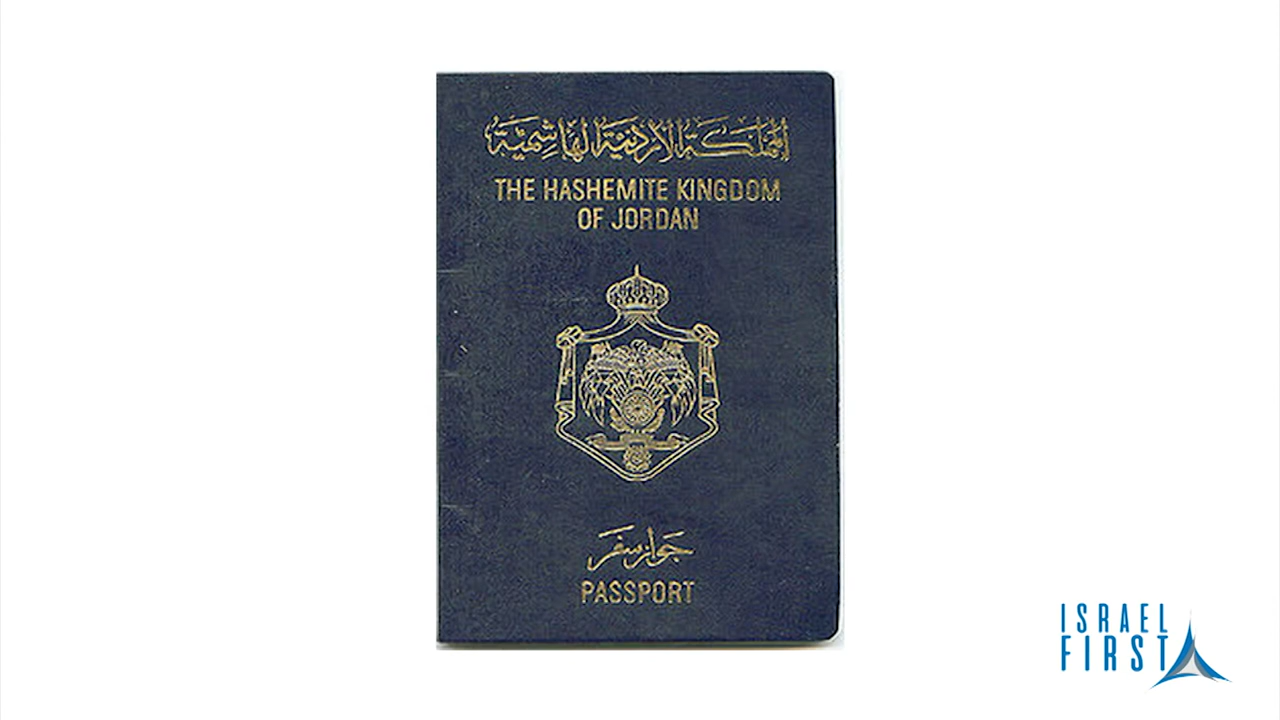 المملكة الأردنية الهاشمية
THE HASHEMITE KINGDOM
OF JORDAN
جواز سفر
PASSPORT
ISRAEL
FIRST